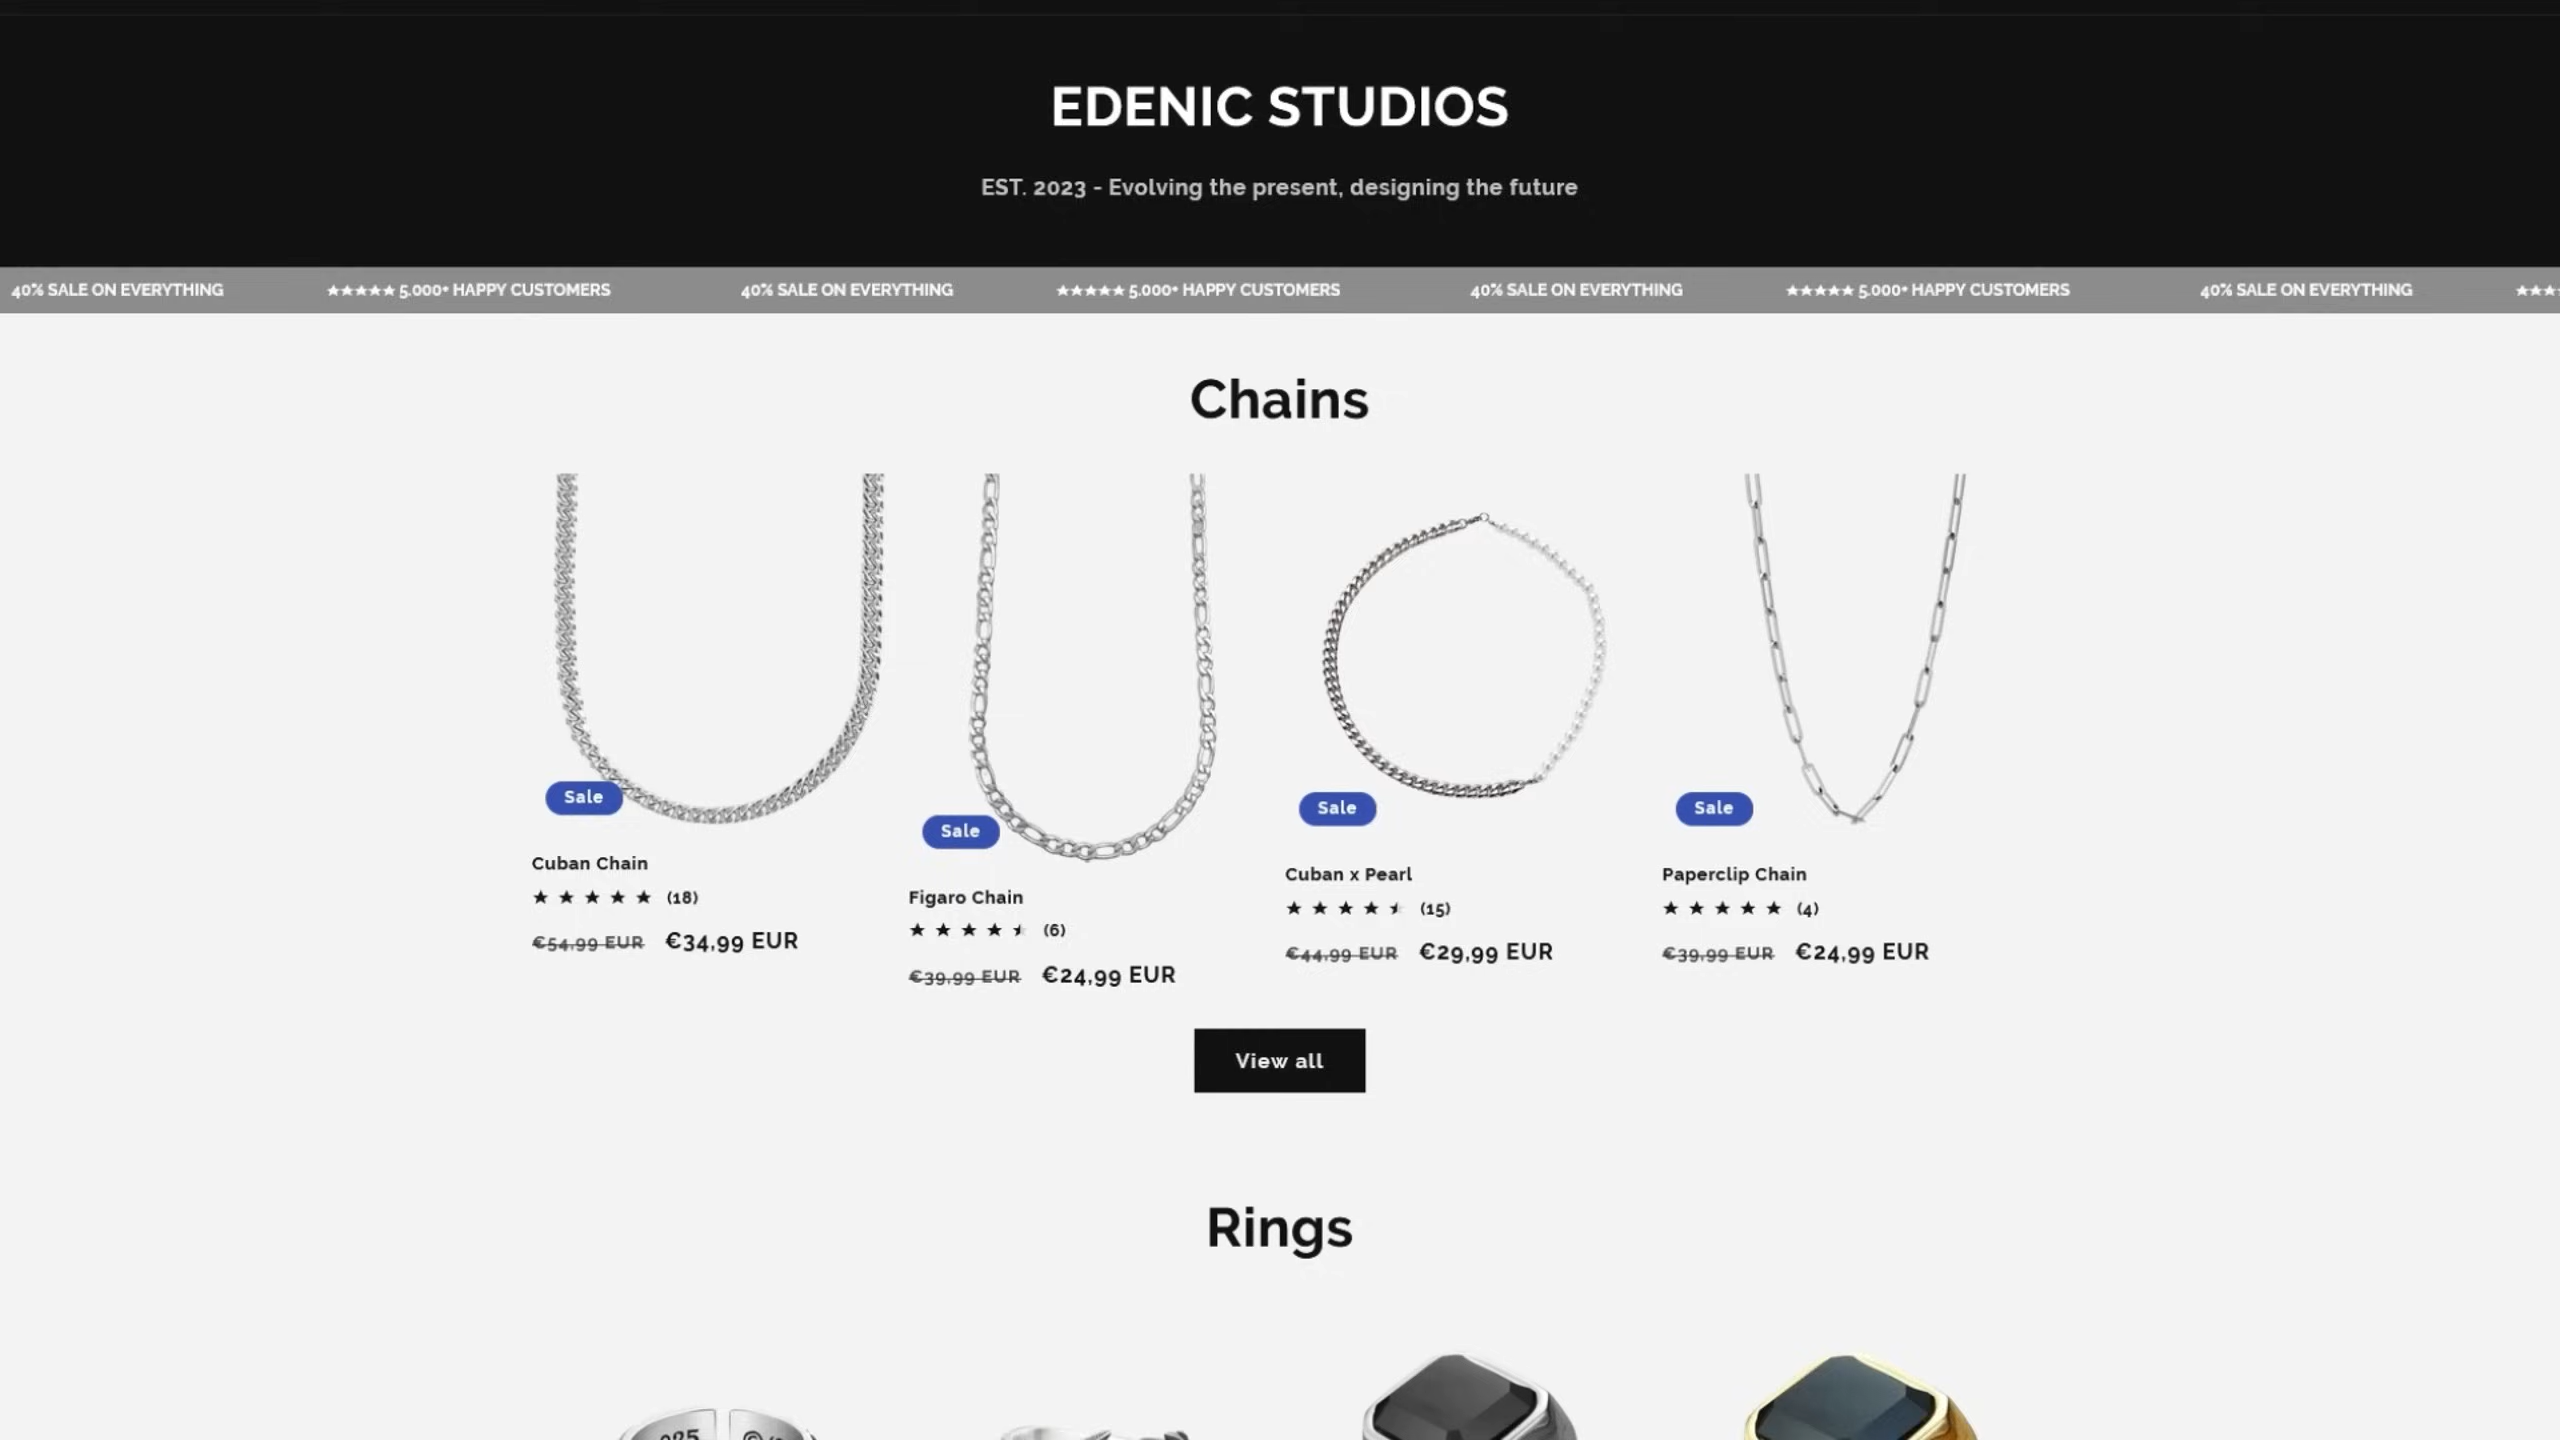 EDENIC STUDIOS
EST. 2023 - Evolving the present, designing the future
40% SALE ON EVERYTHING ★★★★★ 5.000+ HAPPY CUSTOMERS 40% SALE ON EVERYTHING ★★★★★ 5.000+ HAPPY CUSTOMERS 40% SALE ON EVERYTHING ★★★★★ 5.000+ HAPPY CUSTOMERS 40% SALE ON EVERYTHING ★★★
Chains
Sale
Cuban Chain
★★★★★ (18)
€54,99 EUR €34,99 EUR
Sale
Figaro Chain
(6)
€39,99 EUR €24,99 EUR
Sale
Cuban x Pearl
(15)
€44,99 EUR €29,99 EUR
Sale
Paperclip Chain
★★★★★ (4)
€39,99 EUR €24,99 EUR
View all
Rings